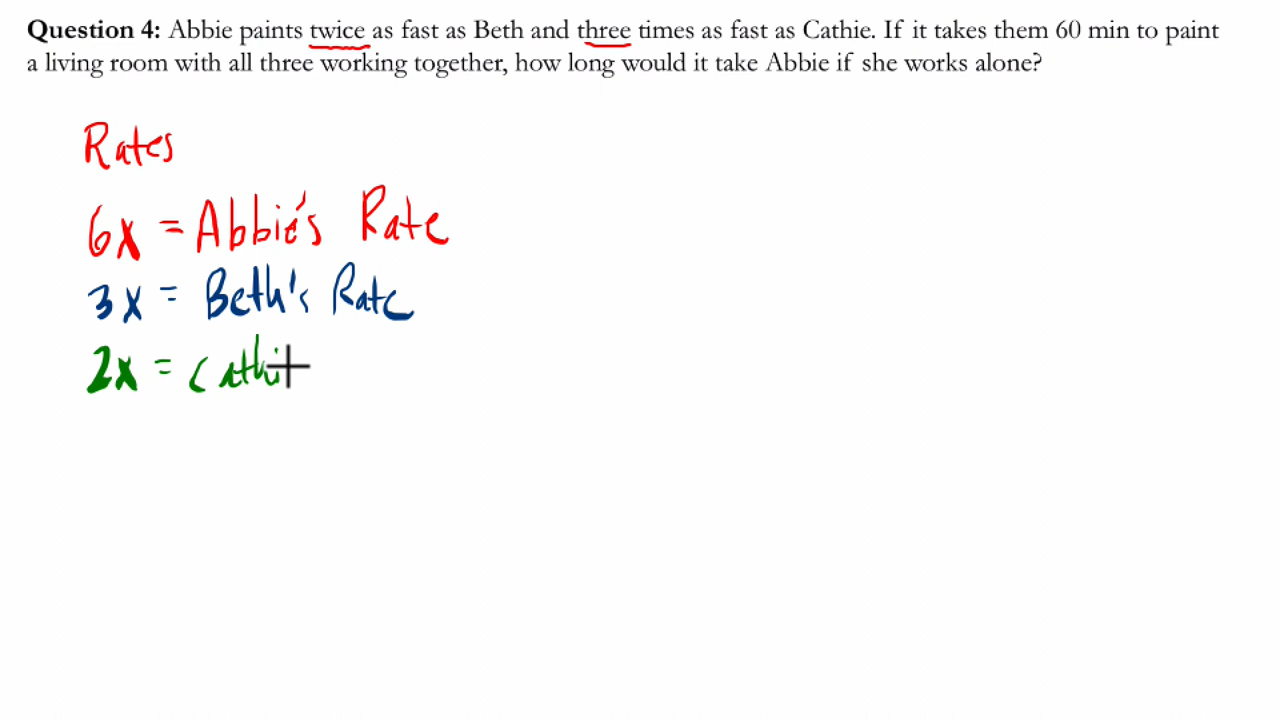 Question 4: Abbie paints twice as fast as Beth and three times as fast as Cathie. If it takes them 60 min to paint
a living room with all three working together, how long would it take Abbie if she works alone?
Rates
6x = Abbie's Rate
3x = Beth's Rate
2x = Cathi